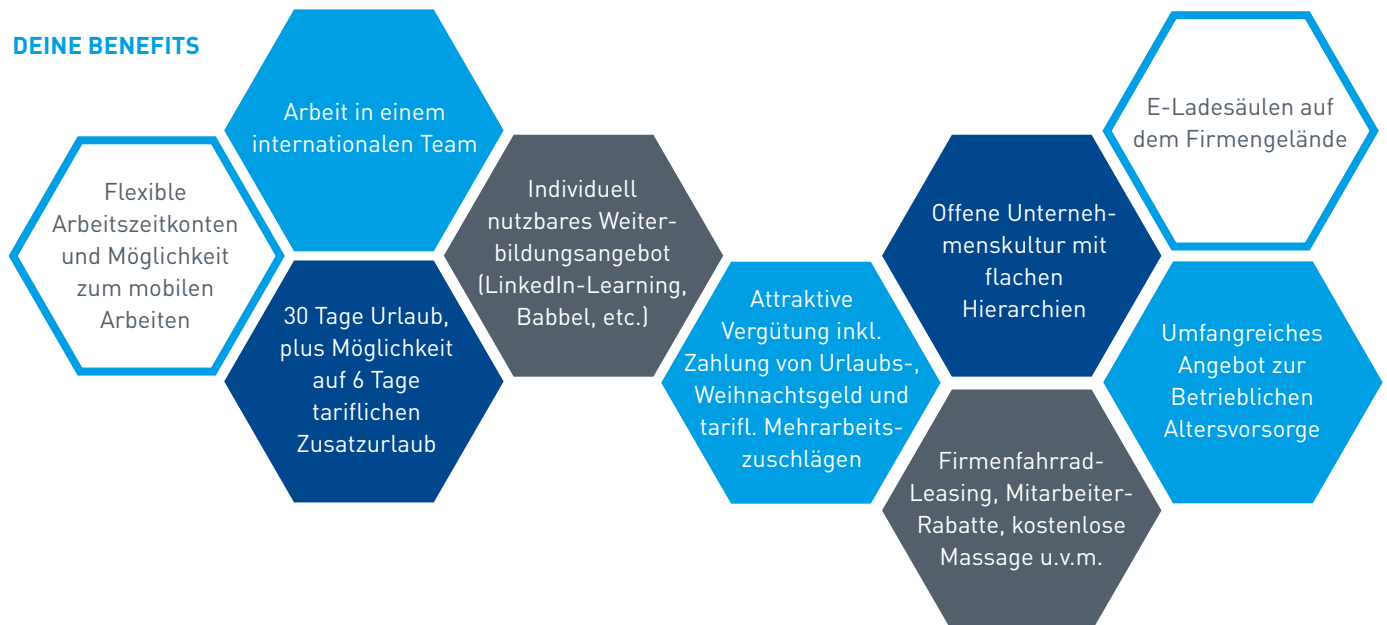 DEINE BENEFITS
Arbeit in einem
internationalen Team
Flexible
Arbeitszeitkonten
und Möglichkeit
zum mobilen
Arbeiten
30 Tage Urlaub,
plus Möglichkeit
auf 6 Tage
tariflichen
Zusatzurlaub
Individuell
nutzbares Weiter-
bildungsangebot
(LinkedIn-Learning,
Babbel, etc.)
Attraktive
Vergütung inkl.
Zahlung von Urlaubs-,
Weihnachtsgeld und
tarifl. Mehrarbeits-
zuschlägen
Offene Unterneh-
menskultur mit
flachen
Hierarchien
Firmenfahrrad-
Leasing, Mitarbeiter-
Rabatte, kostenlose
Massage u.v.m.
E-Ladesäulen auf
dem Firmengelände
Umfangreiches
Angebot zur
Betrieblichen
Altersvorsorge